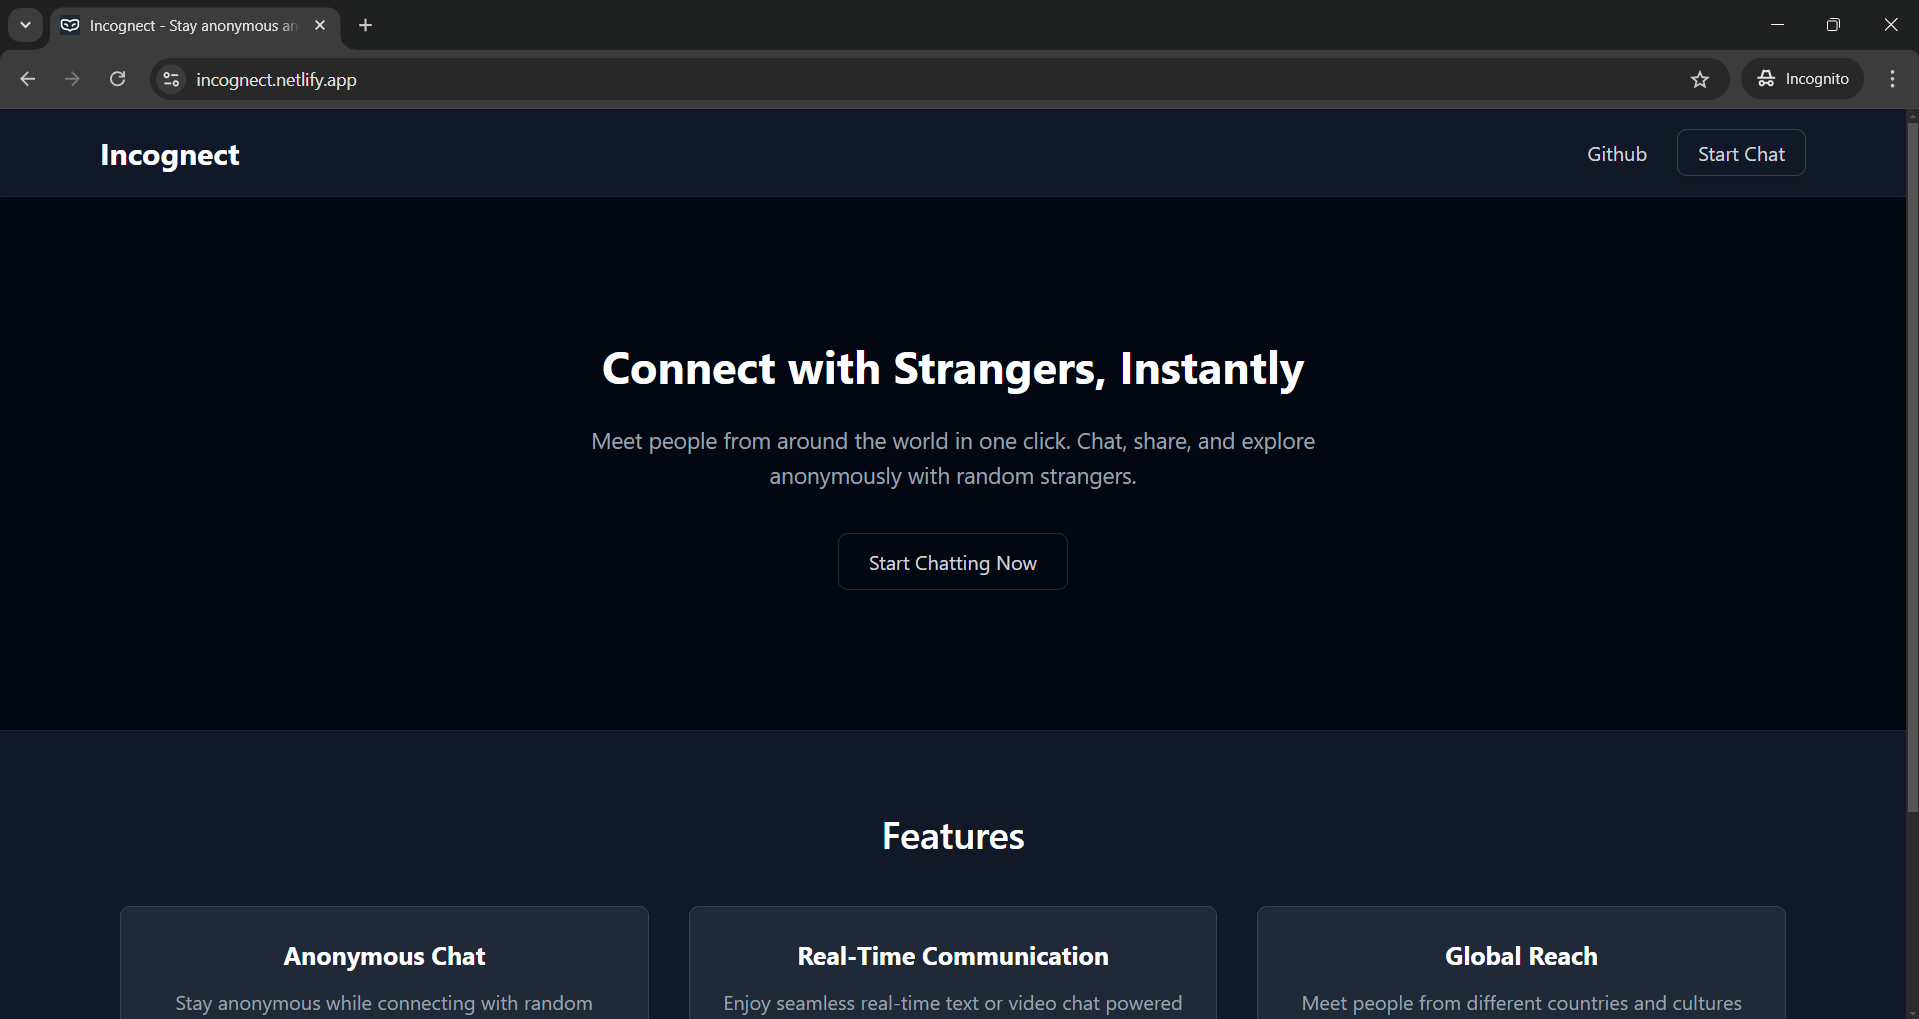 Incognect - Stay anonymous an
incognect.netlify.app
Incognito
Incognect
Github
Start Chat
Connect with Strangers, Instantly
Meet people from around the world in one click. Chat, share, and explore
anonymously with random strangers.
Start Chatting Now
Features
Anonymous Chat
Stay anonymous while connecting with random
Real-Time Communication
Enjoy seamless real-time text or video chat powered
Global Reach
Meet people from different countries and cultures